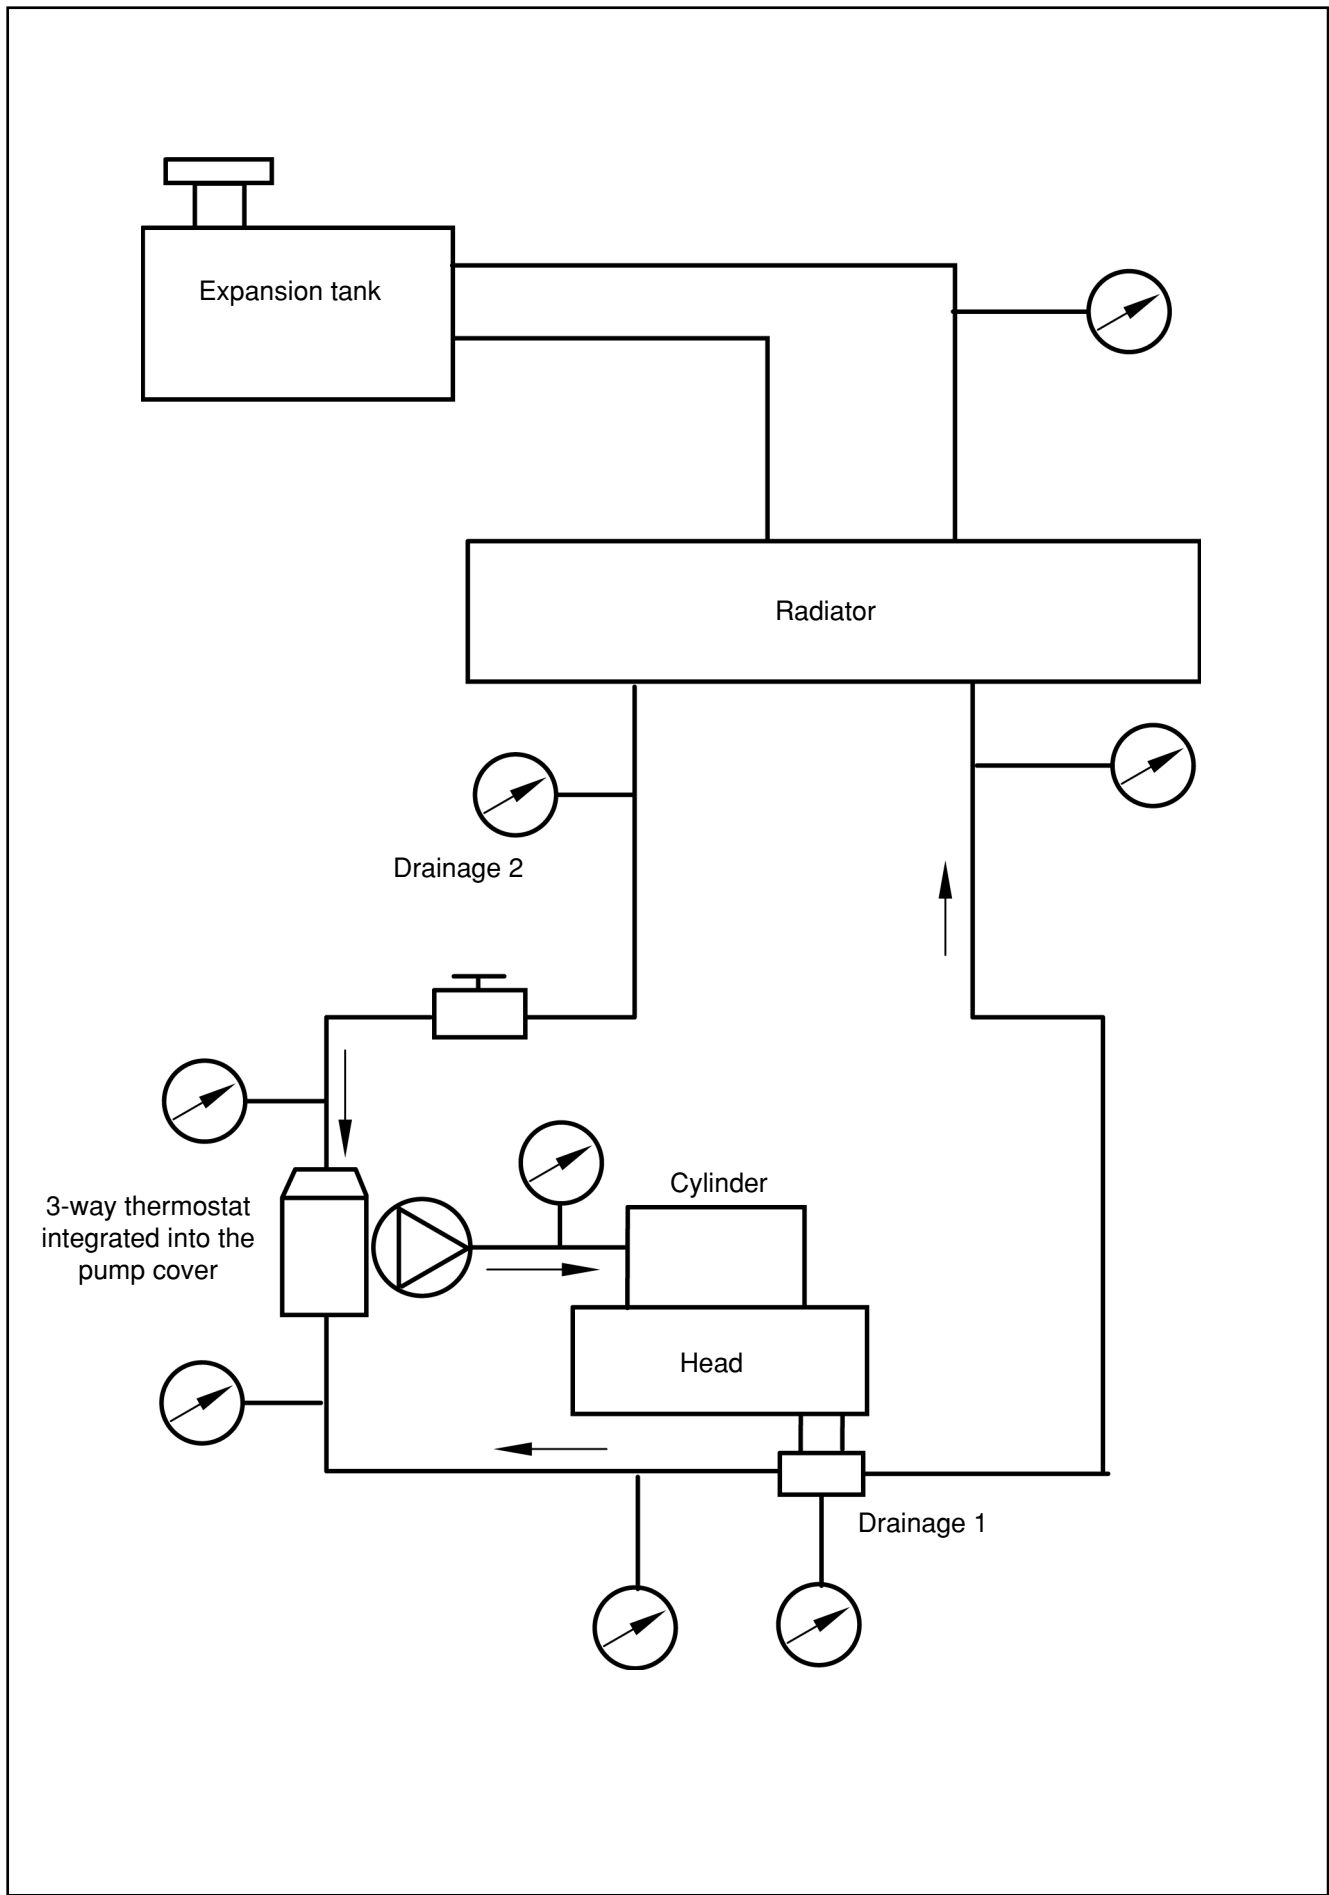 Expansion tank
Radiator
Drainage 2
Cylinder
3-way thermostat
integrated into the
pump cover
Head
Drainage 1